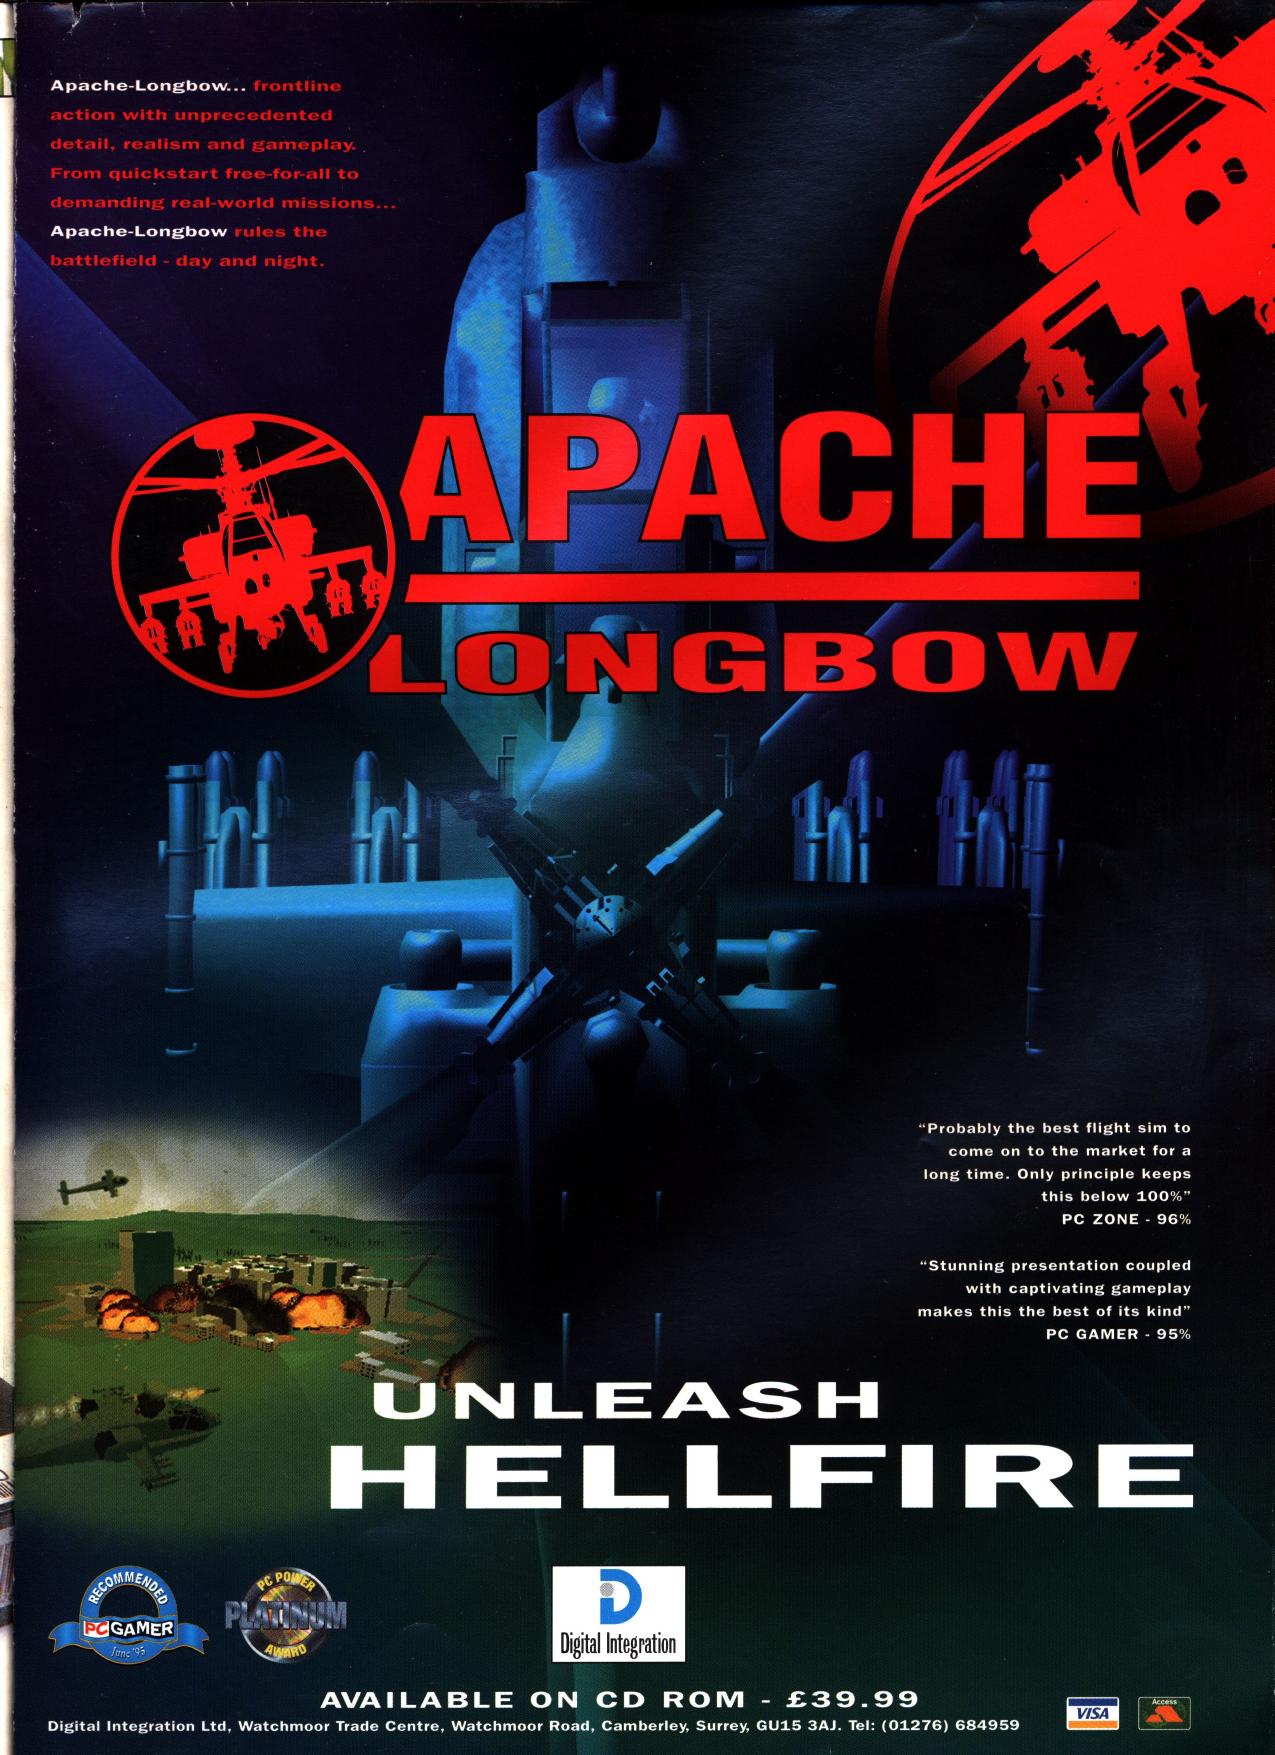 Apache-Longbow... frontline
action with unprecedented
detail, realism and gameplay.
From quickstart free-for-all to
demanding real-world missions...
Apache-Longbow rules the
battlefield - day and night.
APACHE
LONGBOW
“Probably the best flight sim to
come on to the market for a
long time. Only principle keeps
this below 100%”
PC ZONE - 96%
“Stunning presentation coupled
with captivating gameplay
makes this the best of its kind”
PC GAMER - 95%
UNLEASH
HELLFIRE
RECOMMENDED
PC GAMER
June '95
PC POWER
PLATINUM
AWARD
D
Digital Integration
AVAILABLE ON CD ROM - £39.99
Digital Integration Ltd, Watchmoor Trade Centre, Watchmoor Road, Camberley, Surrey, GU15 3AJ. Tel: (01276) 684959
VISA
Access